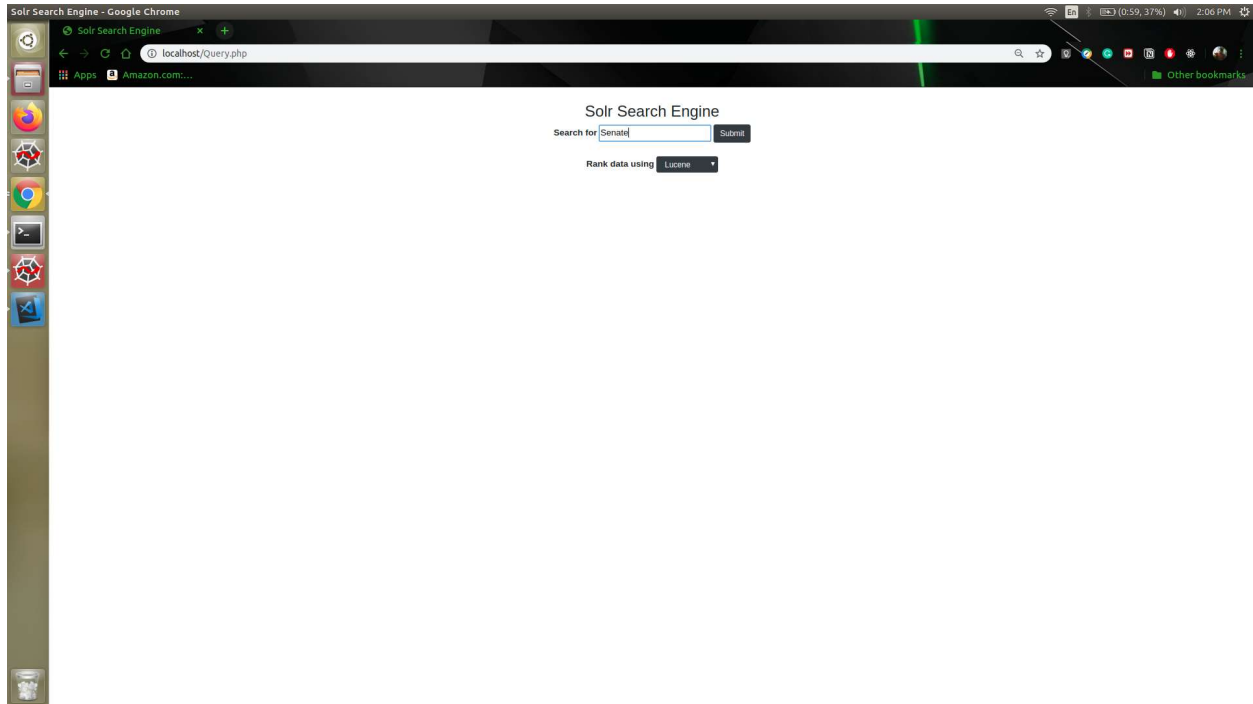 Solr Search Engine - Google Chrome
En (0:59, 37%) 2:06 PM
Solr Search Engine × +
localhost/Query.php
Apps a Amazon.com:...
Other bookmarks
Solr Search Engine
Search for Senate Submit
Rank data using Lucene